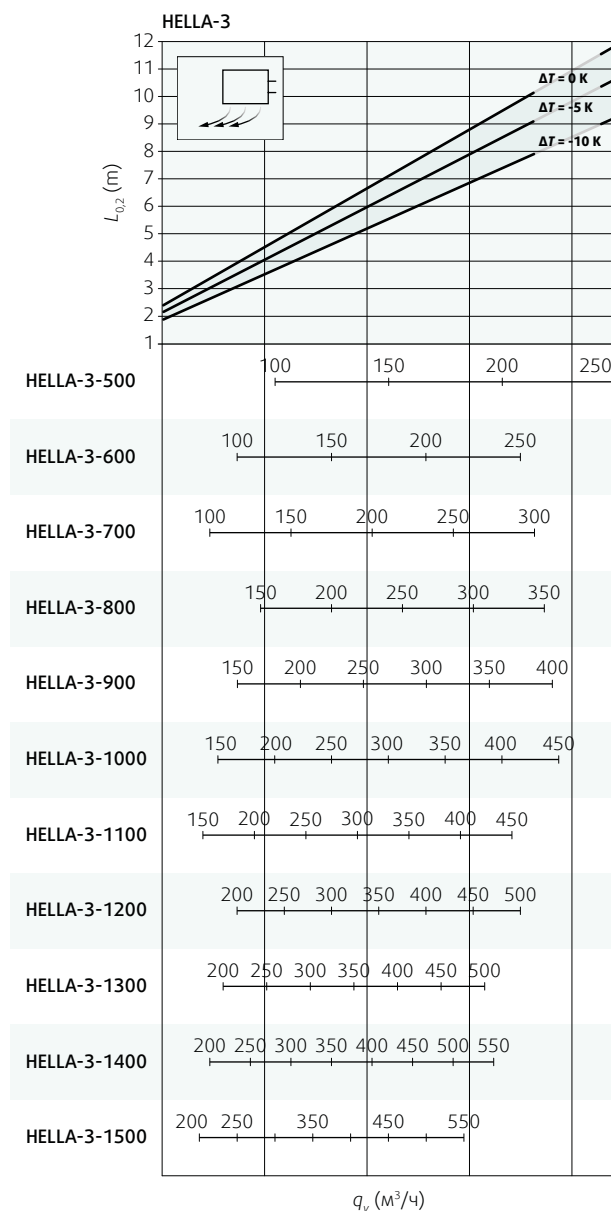 HELLA-3
12
11
10
9
8
7
6
5
4
3
2
1
L0,2 (m)
ΔT = 0 K
ΔT = -5 K
ΔT = -10 K
HELLA-3-500
100 150 200 250
HELLA-3-600
100 150 200 250
HELLA-3-700
100 150 200 250 300
HELLA-3-800
150 200 250 300 350
HELLA-3-900
150 200 250 300 350 400
HELLA-3-1000
150 200 250 300 350 400 450
HELLA-3-1100
150 200 250 300 350 400 450
HELLA-3-1200
200 250 300 350 400 450 500
HELLA-3-1300
200 250 300 350 400 450 500
HELLA-3-1400
200 250 300 350 400 450 500 550
HELLA-3-1500
200 250 350 450 550
qv (м³/ч)